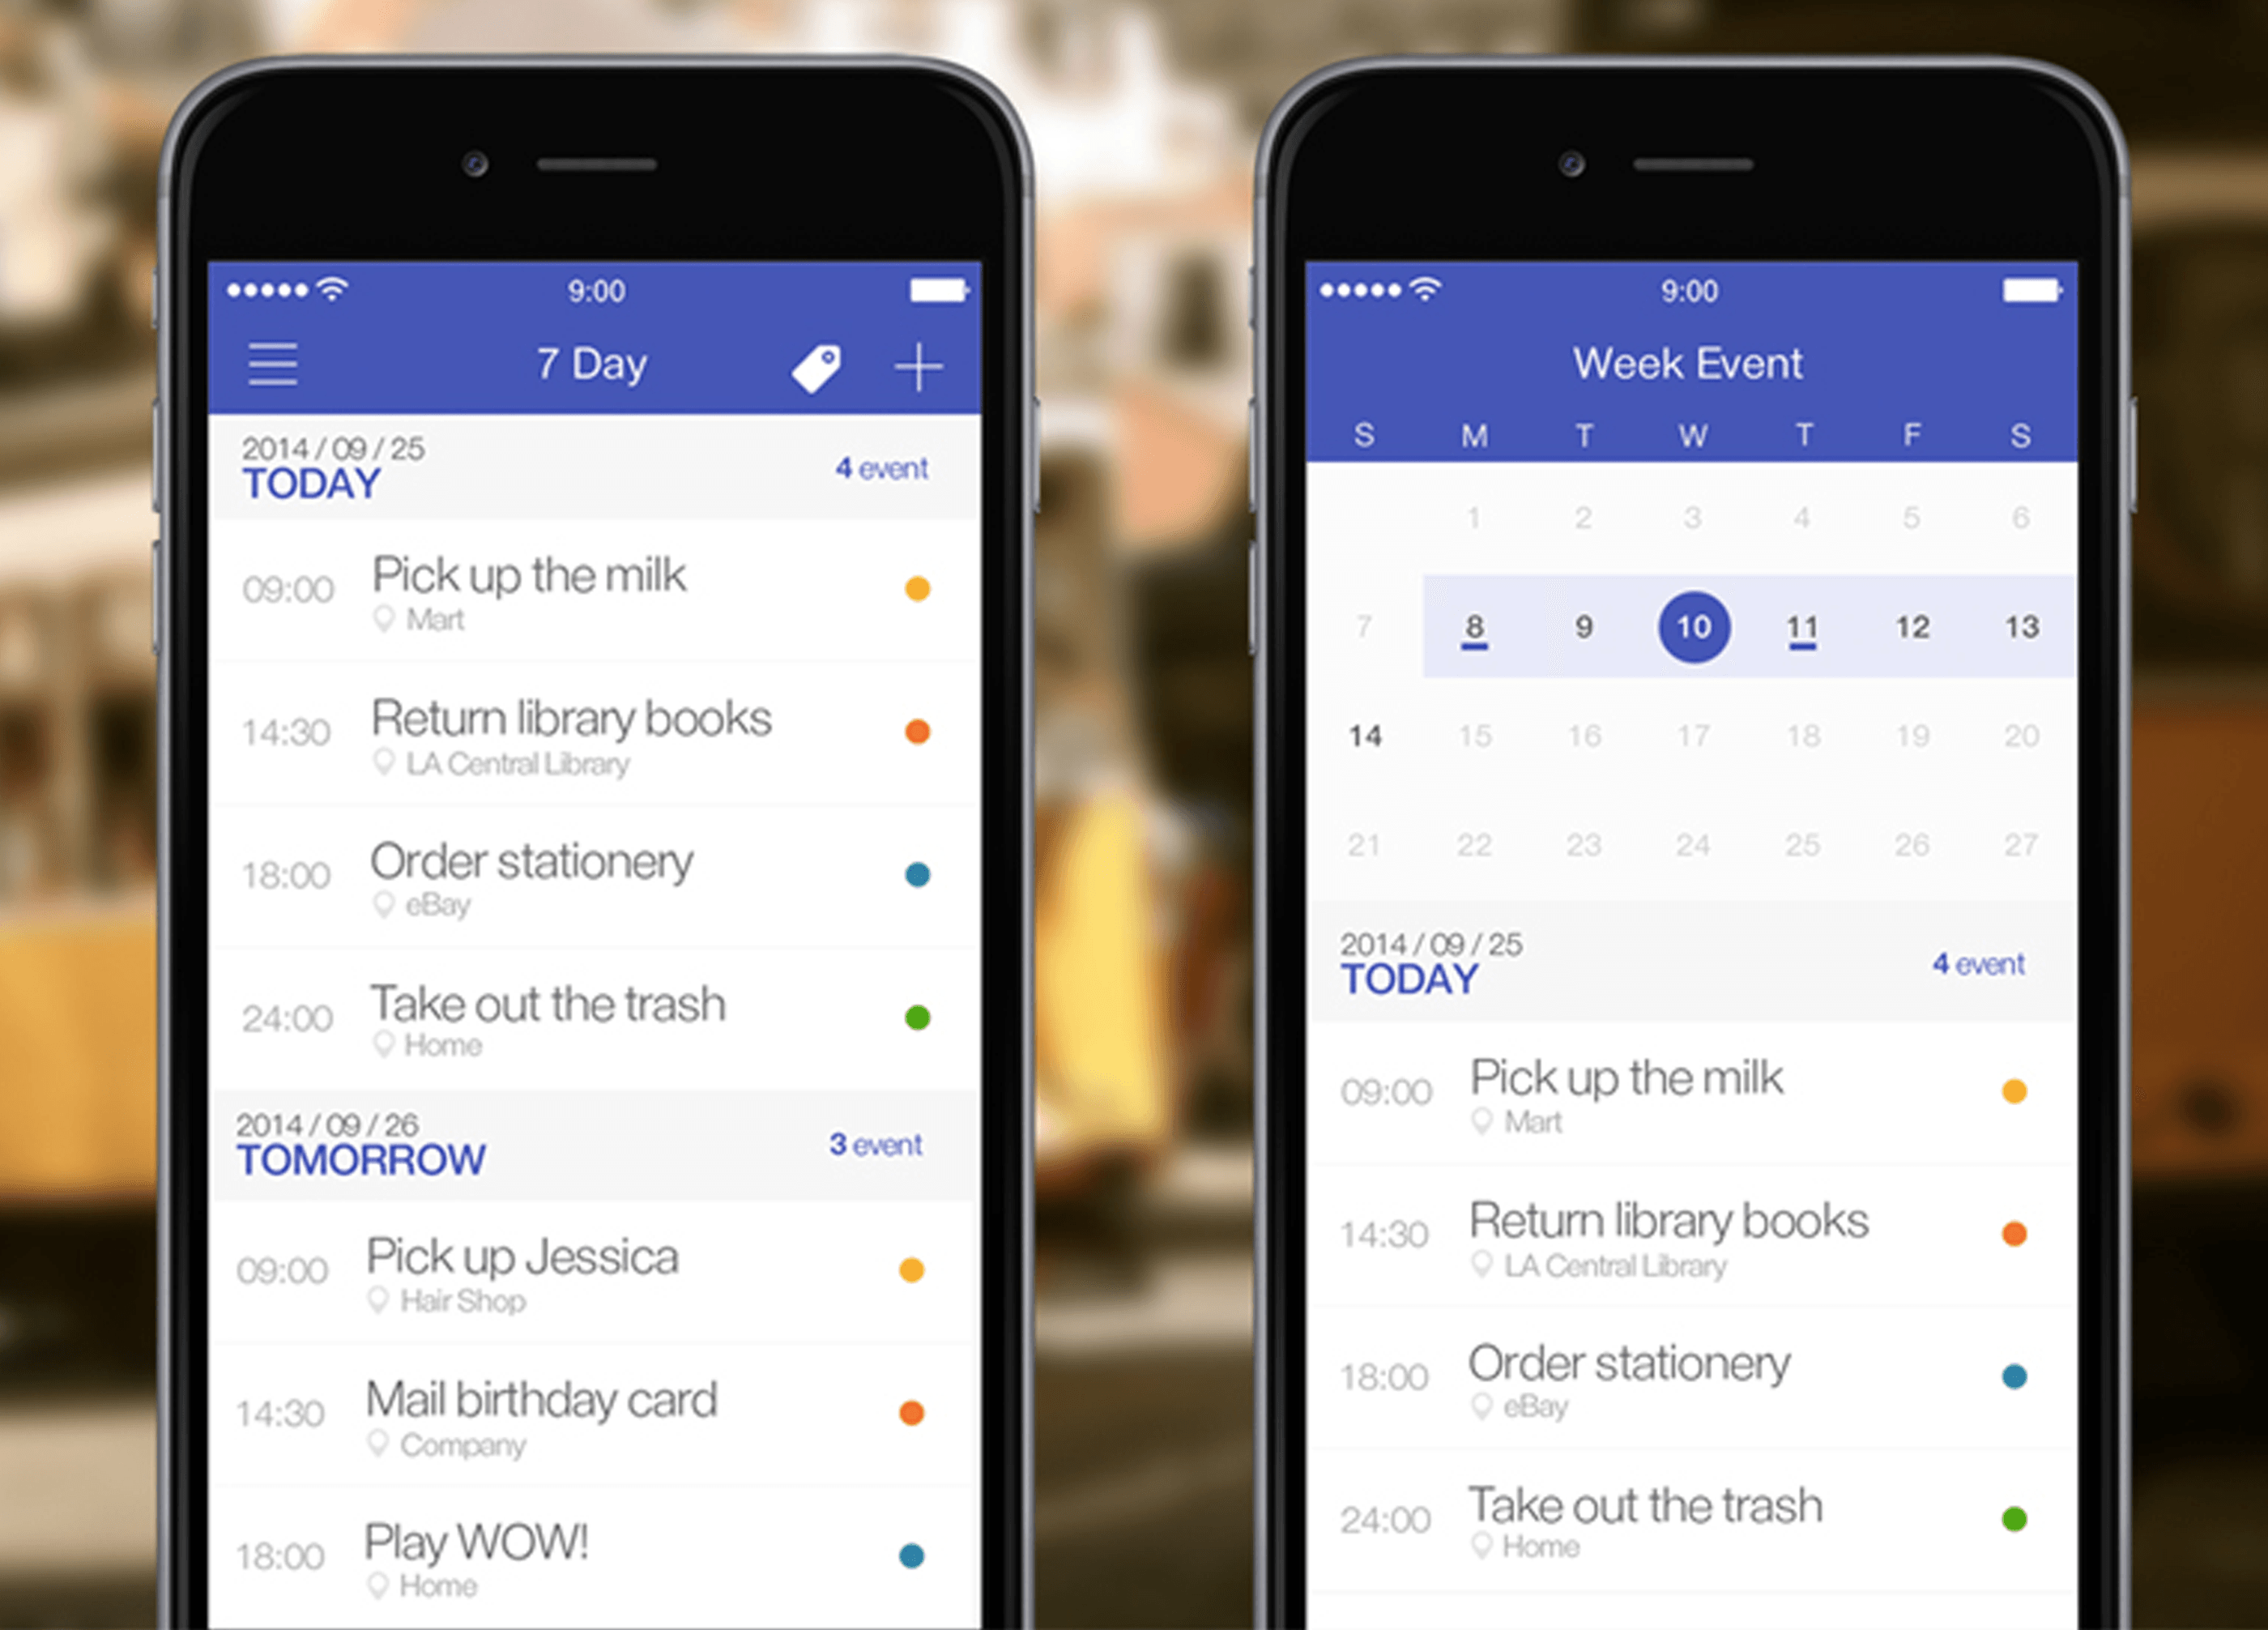 9:00
7 Day
2014 / 09 / 25
TODAY
4 event
09:00
Pick up the milk
Mart
14:30
Return library books
LA Central Library
18:00
Order stationery
eBay
24:00
Take out the trash
Home
2014 / 09 / 26
TOMORROW
3 event
09:00
Pick up Jessica
Hair Shop
14:30
Mail birthday card
Company
18:00
Play WOW!
Home
9:00
Week Event
S M T W T F S
1 2 3 4 5 6
7 8 9 10 11 12 13
14 15 16 17 18 19 20
21 22 23 24 25 26 27
2014 / 09 / 25
TODAY
4 event
09:00
Pick up the milk
Mart
14:30
Return library books
LA Central Library
18:00
Order stationery
eBay
24:00
Take out the trash
Home